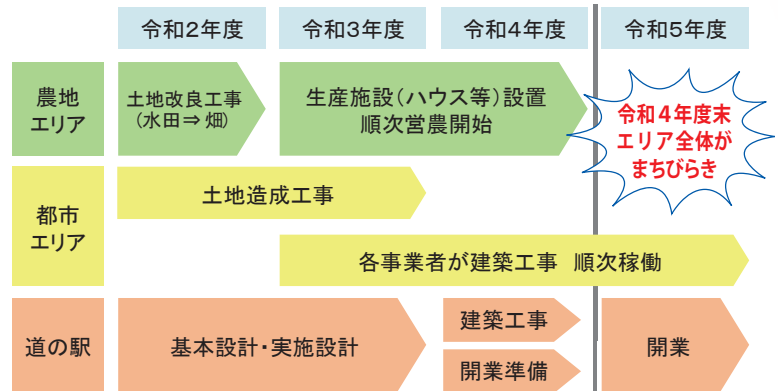 令和2年度
令和3年度
令和4年度
令和5年度
農地
エリア
土地改良工事
(水田⇒畑)
生産施設(ハウス等)設置
順次営農開始
令和4年度末
エリア全体が
まちびらき
都市
エリア
土地造成工事
各事業者が建築工事 順次稼働
道の駅
基本設計・実施設計
建築工事
開業準備
開業